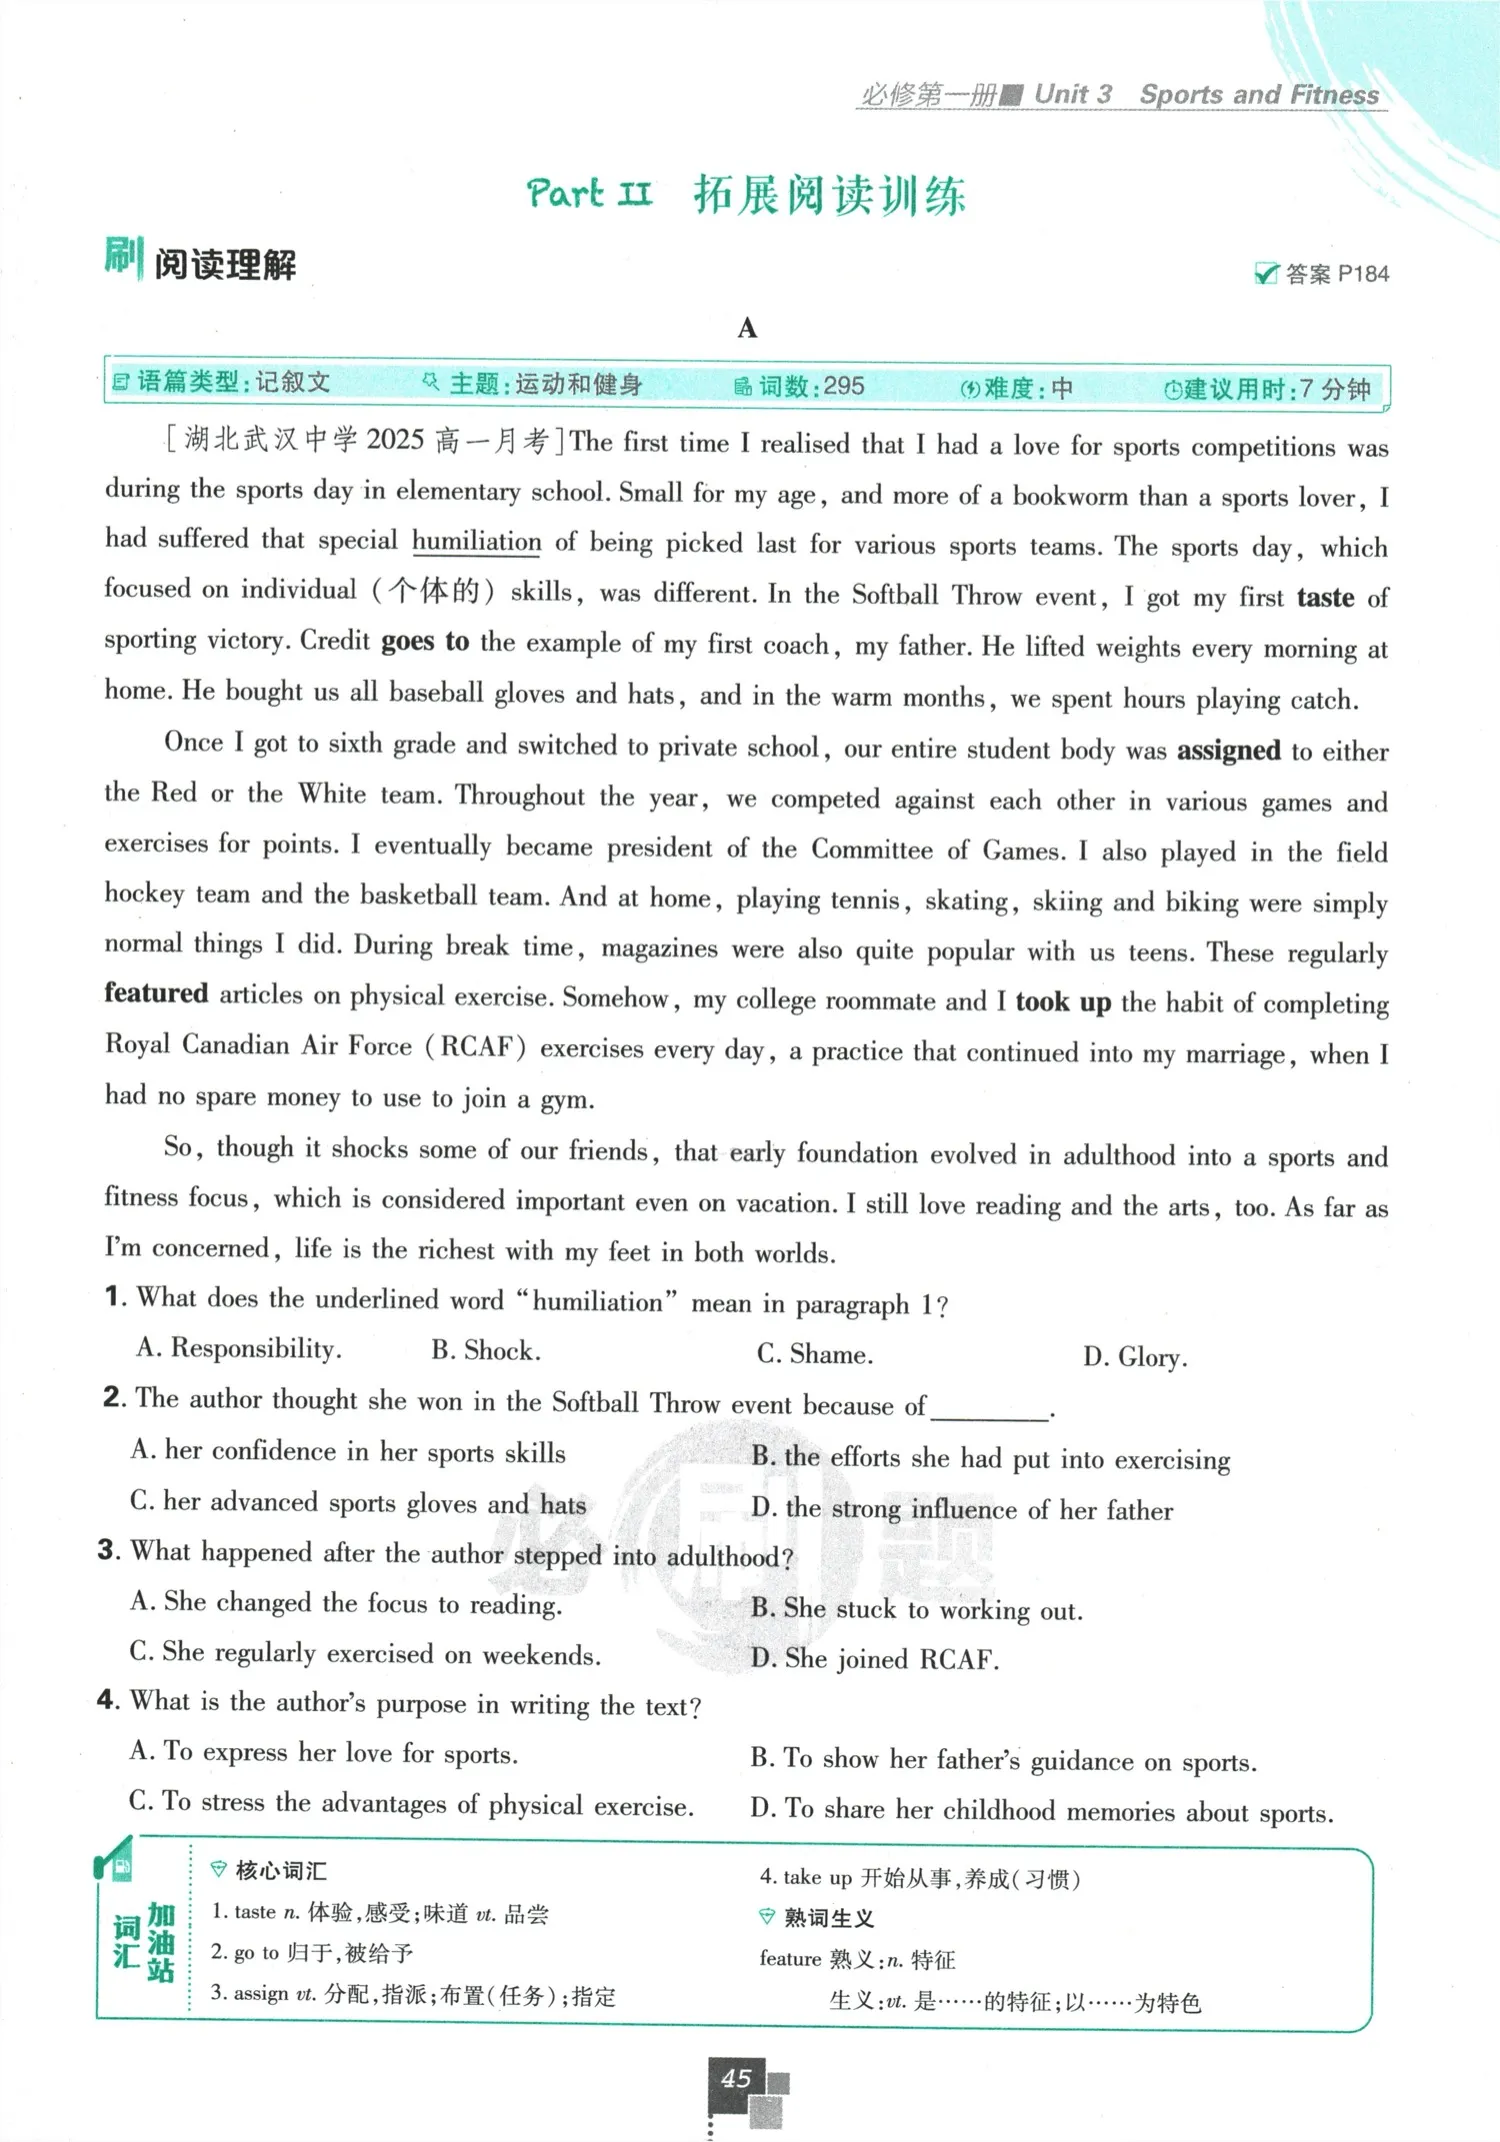 必修第一册 Unit 3 Sports and Fitness
Part II 拓展阅读训练
刷 阅读理解
答案 P184
A
语篇类型:记叙文 主题:运动和健身 词数:295 难度:中 建议用时:7 分钟
[湖北武汉中学 2025 高一月考]The first time I realised that I had a love for sports competitions was
during the sports day in elementary school. Small for my age, and more of a bookworm than a sports lover, I
had suffered that special humiliation of being picked last for various sports teams. The sports day, which
focused on individual (个体的) skills, was different. In the Softball Throw event, I got my first taste of
sporting victory. Credit goes to the example of my first coach, my father. He lifted weights every morning at
home. He bought us all baseball gloves and hats, and in the warm months, we spent hours playing catch.
Once I got to sixth grade and switched to private school, our entire student body was assigned to either
the Red or the White team. Throughout the year, we competed against each other in various games and
exercises for points. I eventually became president of the Committee of Games. I also played in the field
hockey team and the basketball team. And at home, playing tennis, skating, skiing and biking were simply
normal things I did. During break time, magazines were also quite popular with us teens. These regularly
featured articles on physical exercise. Somehow, my college roommate and I took up the habit of completing
Royal Canadian Air Force (RCAF) exercises every day, a practice that continued into my marriage, when I
had no spare money to use to join a gym.
So, though it shocks some of our friends, that early foundation evolved in adulthood into a sports and
fitness focus, which is considered important even on vacation. I still love reading and the arts, too. As far as
I'm concerned, life is the richest with my feet in both worlds.
1. What does the underlined word "humiliation" mean in paragraph 1?
A. Responsibility. B. Shock. C. Shame. D. Glory.
2. The author thought she won in the Softball Throw event because of ________.
A. her confidence in her sports skills B. the efforts she had put into exercising
C. her advanced sports gloves and hats D. the strong influence of her father
3. What happened after the author stepped into adulthood?
A. She changed the focus to reading. B. She stuck to working out.
C. She regularly exercised on weekends. D. She joined RCAF.
4. What is the author's purpose in writing the text?
A. To express her love for sports. B. To show her father's guidance on sports.
C. To stress the advantages of physical exercise. D. To share her childhood memories about sports.
必刷题
词汇加油站
核心词汇
1. taste n. 体验,感受;味道 vt. 品尝
2. go to 归于,被给予
3. assign vt. 分配,指派;布置(任务);指定
4. take up 开始从事,养成(习惯)
熟词生义
feature 熟义:n. 特征
生义:vt. 是……的特征;以……为特色
45